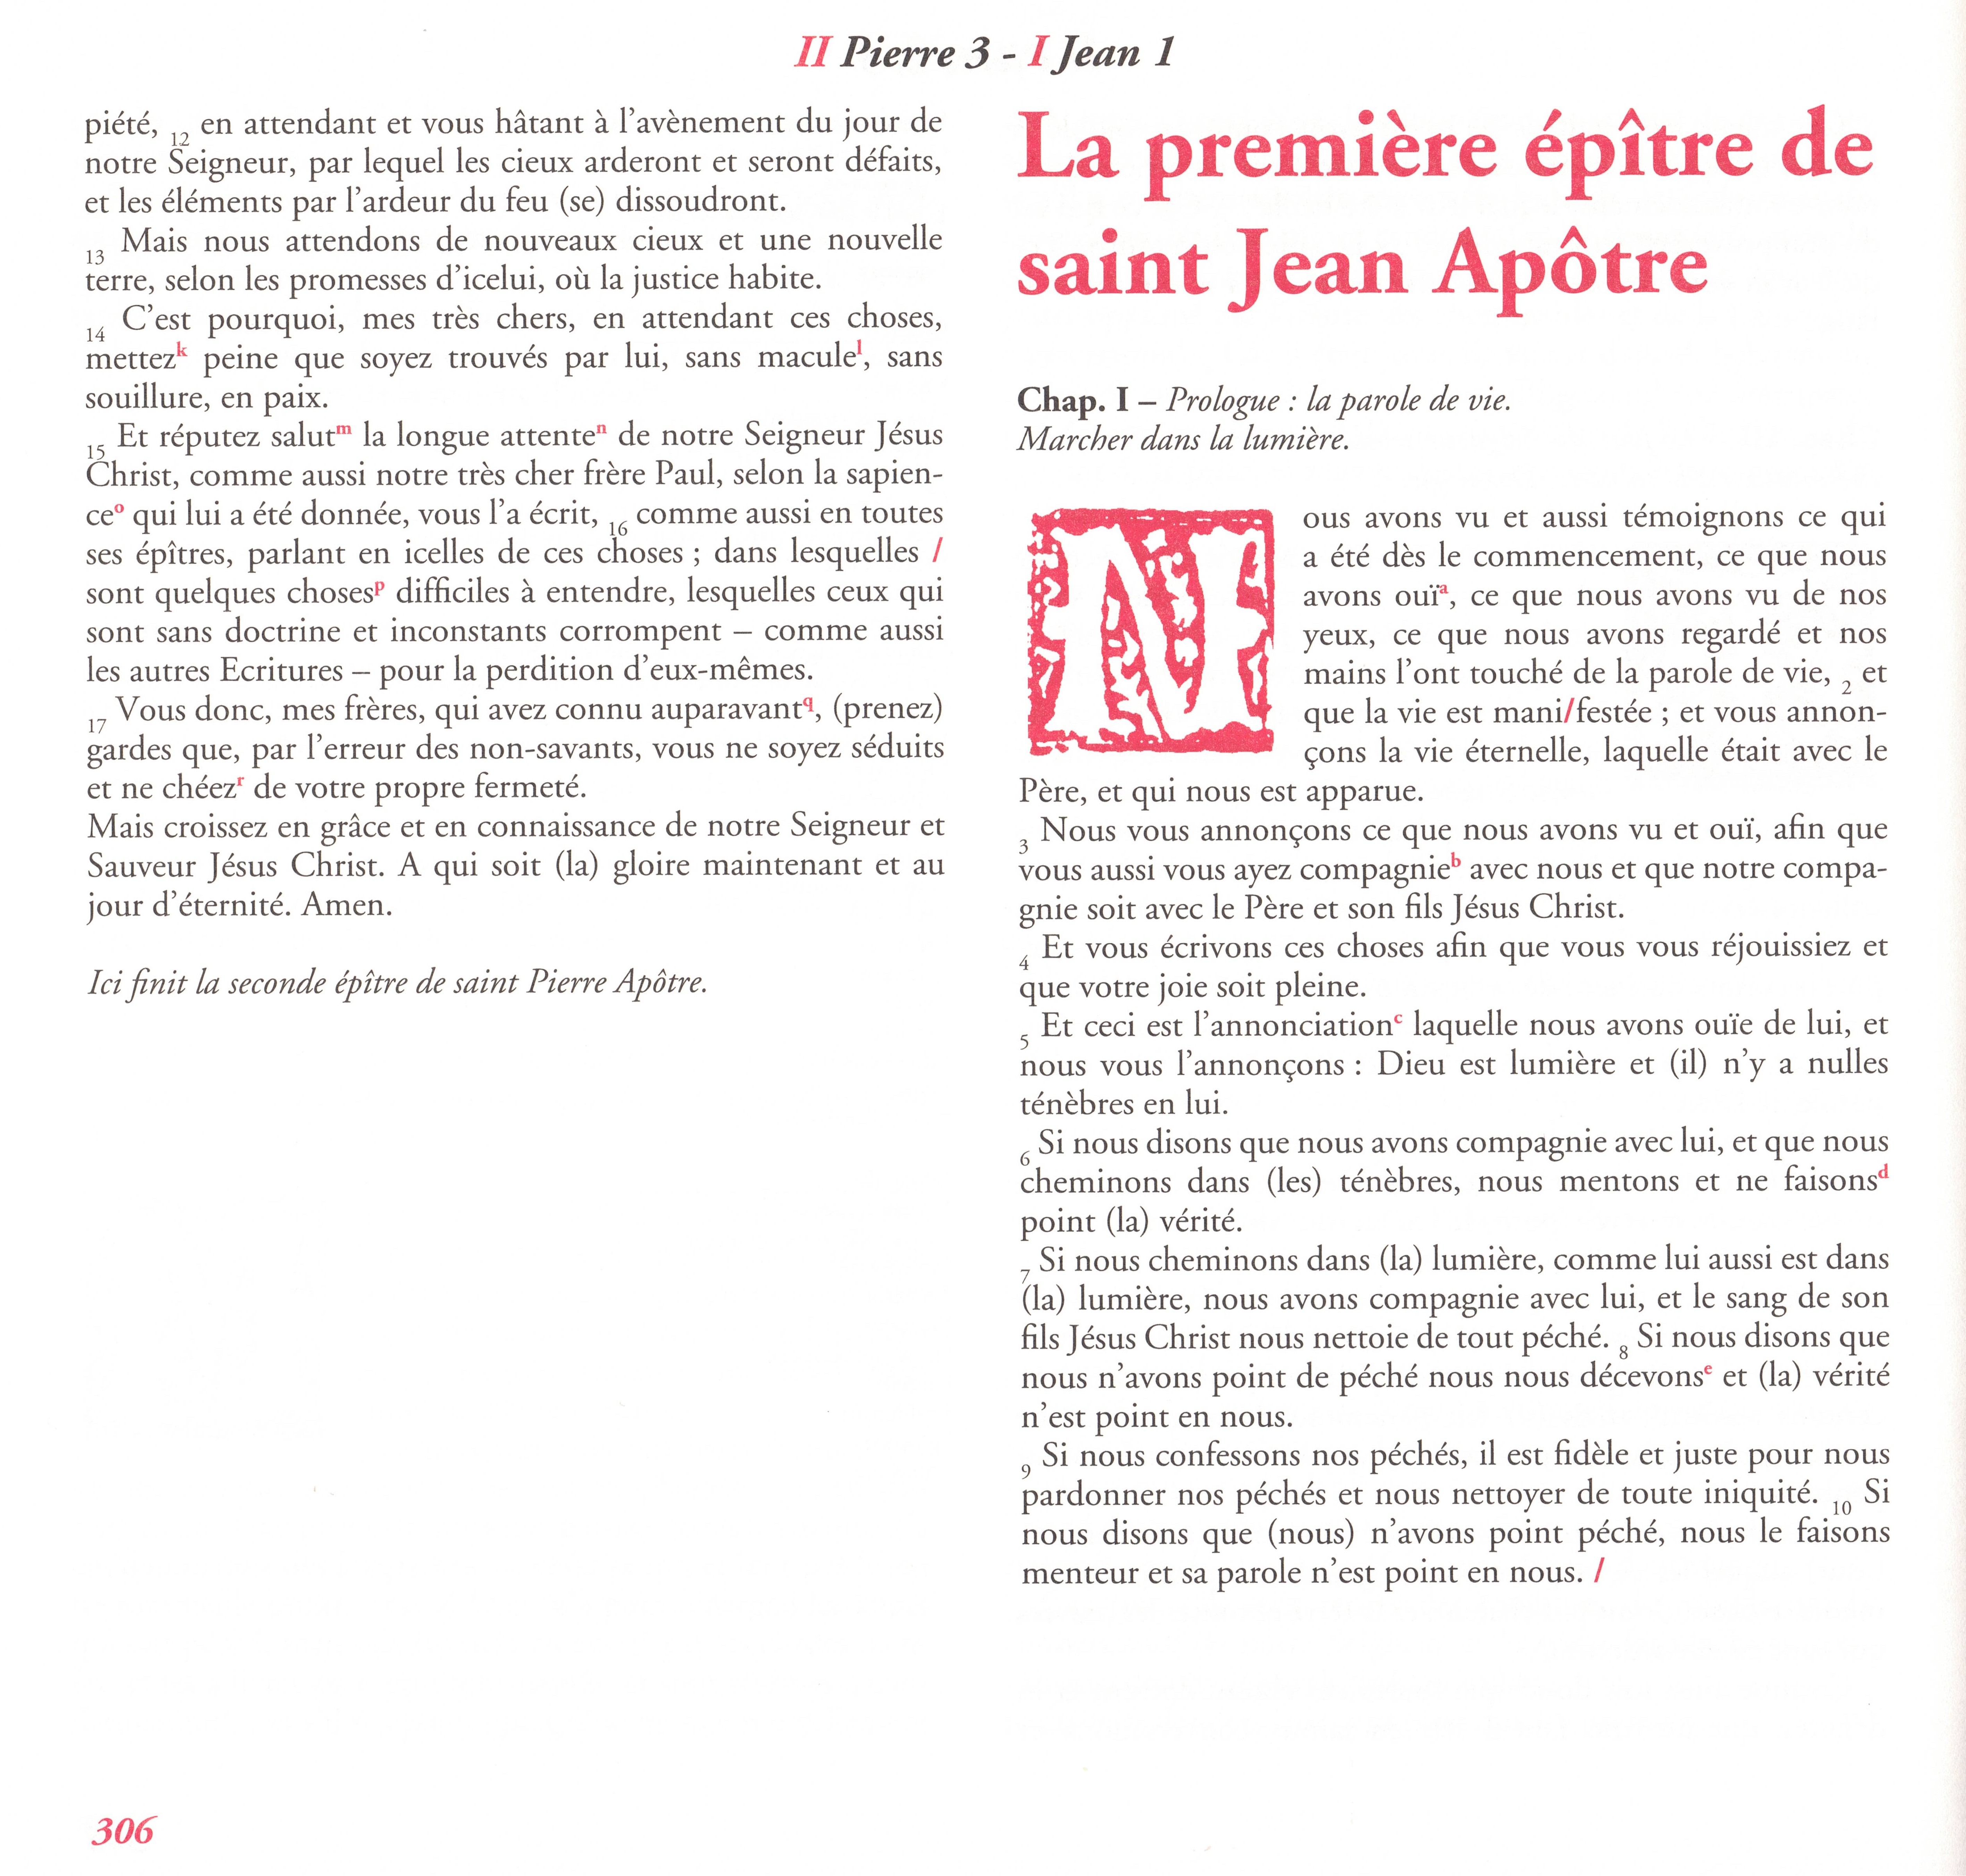 II Pierre 3 - I Jean 1
piété, 12 en attendant et vous hâtant à l’avènement du jour de
notre Seigneur, par lequel les cieux arderont et seront défaits,
et les éléments par l’ardeur du feu (se) dissoudront.
13 Mais nous attendons de nouveaux cieux et une nouvelle
terre, selon les promesses d’icelui, où la justice habite.
14 C’est pourquoi, mes très chers, en attendant ces choses,
mettezk peine que soyez trouvés par lui, sans maculel, sans
souillure, en paix.
15 Et réputez salutm la longue attenten de notre Seigneur Jésus
Christ, comme aussi notre très cher frère Paul, selon la sapien-
ceo qui lui a été donnée, vous l’a écrit, 16 comme aussi en toutes
ses épîtres, parlant en icelles de ces choses ; dans lesquelles /
sont quelques chosesp difficiles à entendre, lesquelles ceux qui
sont sans doctrine et inconstants corrompent – comme aussi
les autres Ecritures – pour la perdition d’eux-mêmes.
17 Vous donc, mes frères, qui avez connu auparavantq, (prenez)
gardes que, par l’erreur des non-savants, vous ne soyez séduits
et ne chéezr de votre propre fermeté.
Mais croissez en grâce et en connaissance de notre Seigneur et
Sauveur Jésus Christ. A qui soit (la) gloire maintenant et au
jour d’éternité. Amen.
Ici finit la seconde épître de saint Pierre Apôtre.
La première épître de
saint Jean Apôtre
Chap. I – Prologue : la parole de vie.
Marcher dans la lumière.
Nous avons vu et aussi témoignons ce qui
a été dès le commencement, ce que nous
avons ouïa, ce que nous avons vu de nos
yeux, ce que nous avons regardé et nos
mains l’ont touché de la parole de vie, 2 et
que la vie est mani/festée ; et vous annon-
çons la vie éternelle, laquelle était avec le
Père, et qui nous est apparue.
3 Nous vous annonçons ce que nous avons vu et ouï, afin que
vous aussi vous ayez compagnieb avec nous et que notre compa-
gnie soit avec le Père et son fils Jésus Christ.
4 Et vous écrivons ces choses afin que vous vous réjouissiez et
que votre joie soit pleine.
5 Et ceci est l’annonciationc laquelle nous avons ouïe de lui, et
nous vous l’annonçons : Dieu est lumière et (il) n’y a nulles
ténèbres en lui.
6 Si nous disons que nous avons compagnie avec lui, et que nous
cheminons dans (les) ténèbres, nous mentons et ne faisonsd
point (la) vérité.
7 Si nous cheminons dans (la) lumière, comme lui aussi est dans
(la) lumière, nous avons compagnie avec lui, et le sang de son
fils Jésus Christ nous nettoie de tout péché. 8 Si nous disons que
nous n’avons point de péché nous nous décevonse et (la) vérité
n’est point en nous.
9 Si nous confessons nos péchés, il est fidèle et juste pour nous
pardonner nos péchés et nous nettoyer de toute iniquité. 10 Si
nous disons que (nous) n’avons point péché, nous le faisons
menteur et sa parole n’est point en nous. /
306